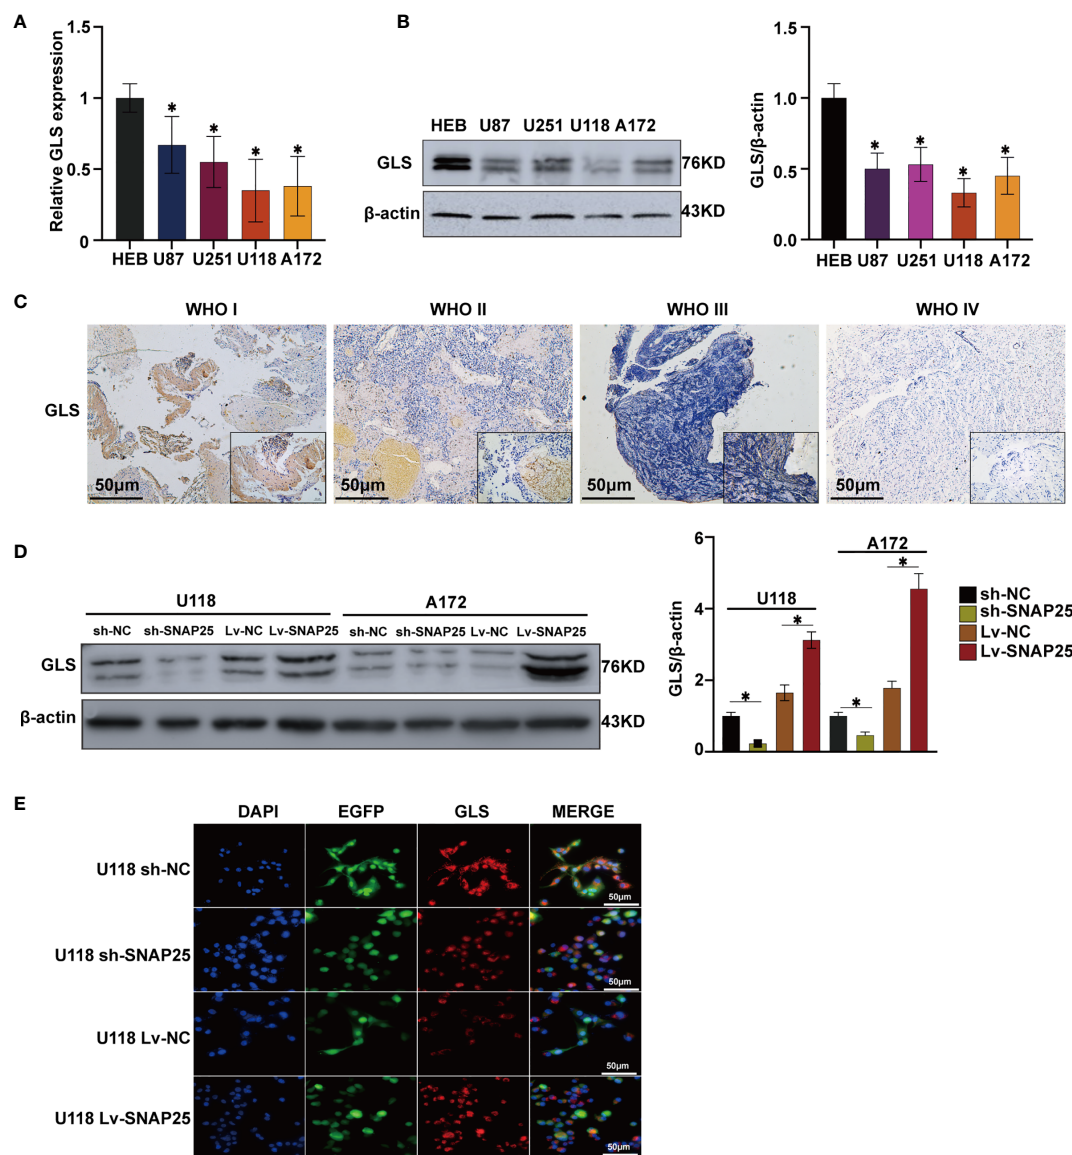 A
Relative GLS expression
1.5
1.0
0.5
0
*
*
*
*
HEB U87 U251 U118 A172
B
HEB U87 U251 U118 A172
GLS
76KD
β-actin
43KD
GLS/β-actin
1.5
1.0
0.5
0.0
*
*
*
*
HEB U87 U251 U118 A172
C
WHO I WHO II WHO III WHO IV
GLS
50μm 50μm 50μm 50μm
D
U118 A172
sh-NC sh-SNAP25 Lv-NC Lv-SNAP25 sh-NC sh-SNAP25 Lv-NC Lv-SNAP25
GLS
76KD
β-actin
43KD
GLS/β-actin
6
4
2
0
A172
*
U118
*
*
*
sh-NC
sh-SNAP25
Lv-NC
Lv-SNAP25
E
DAPI EGFP GLS MERGE
U118 sh-NC
50μm
U118 sh-SNAP25
50μm
U118 Lv-NC
50μm
U118 Lv-SNAP25
50μm